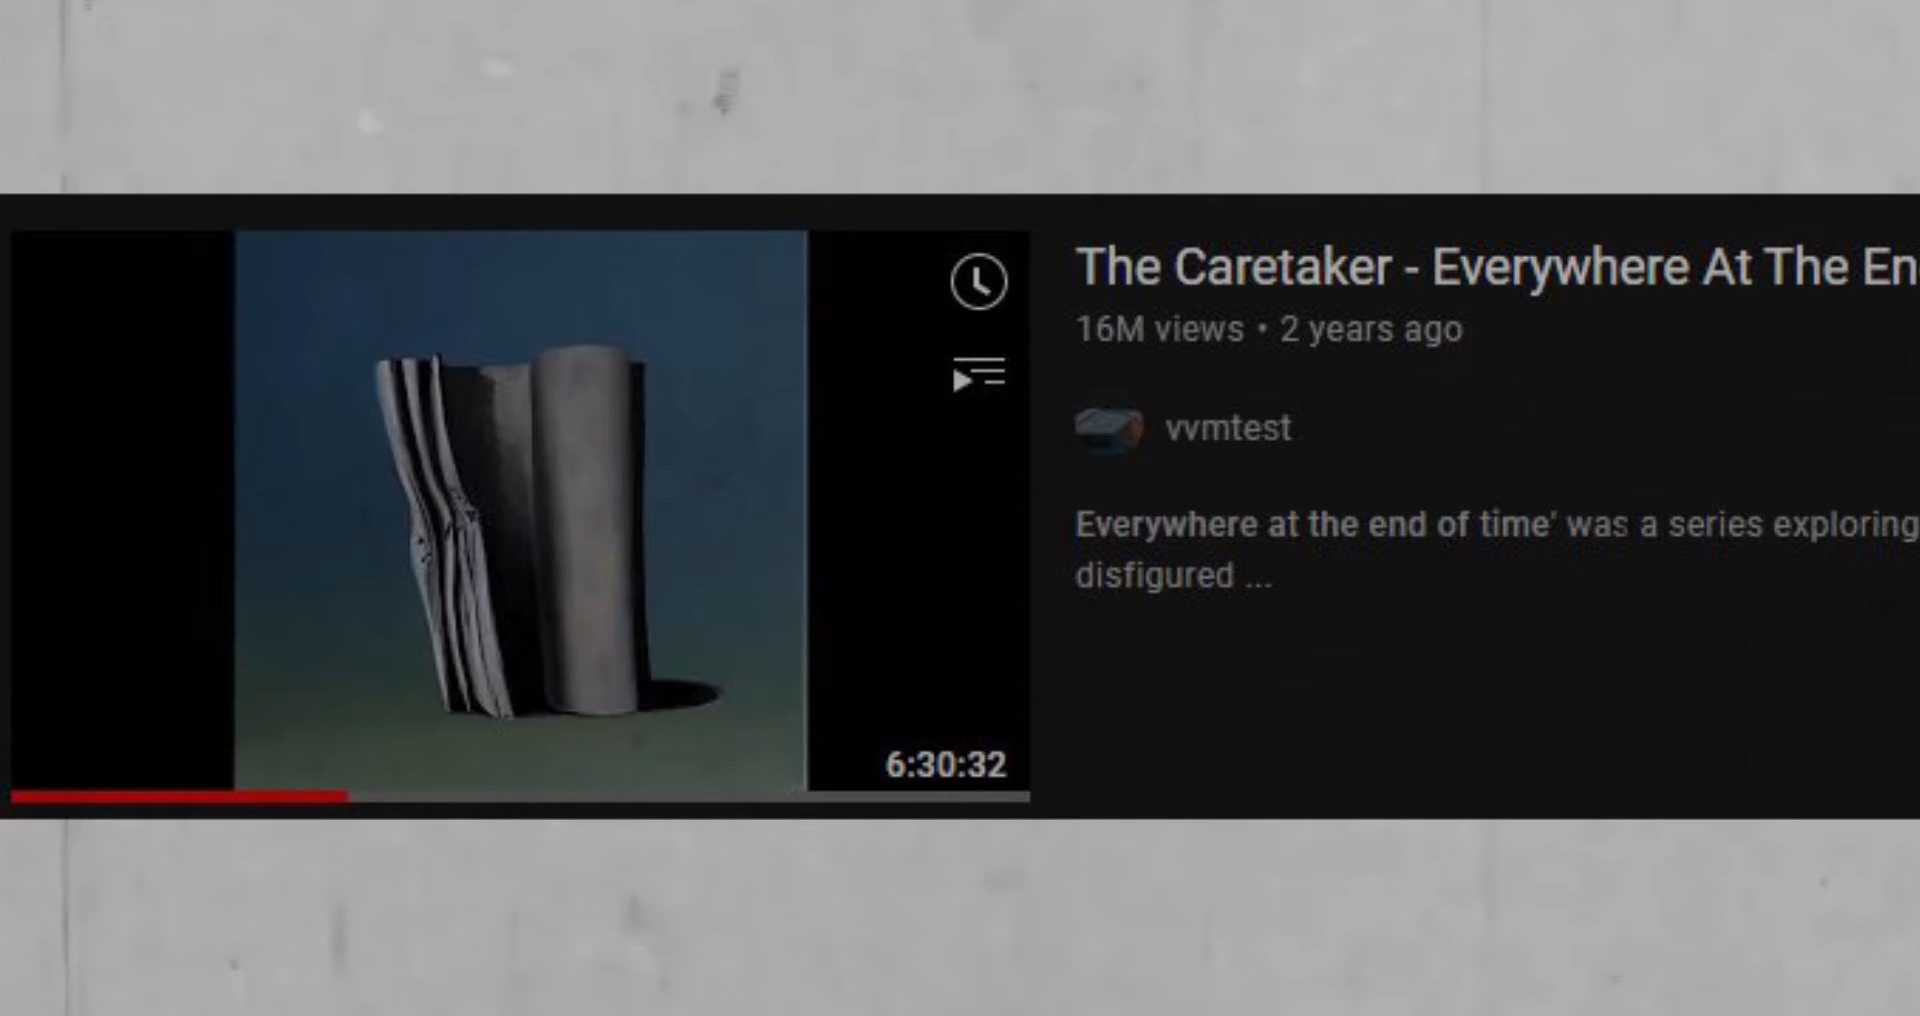 The Caretaker - Everywhere At The En
16M views • 2 years ago
vvmtest
Everywhere at the end of time' was a series exploring
disfigured ...
6:30:32